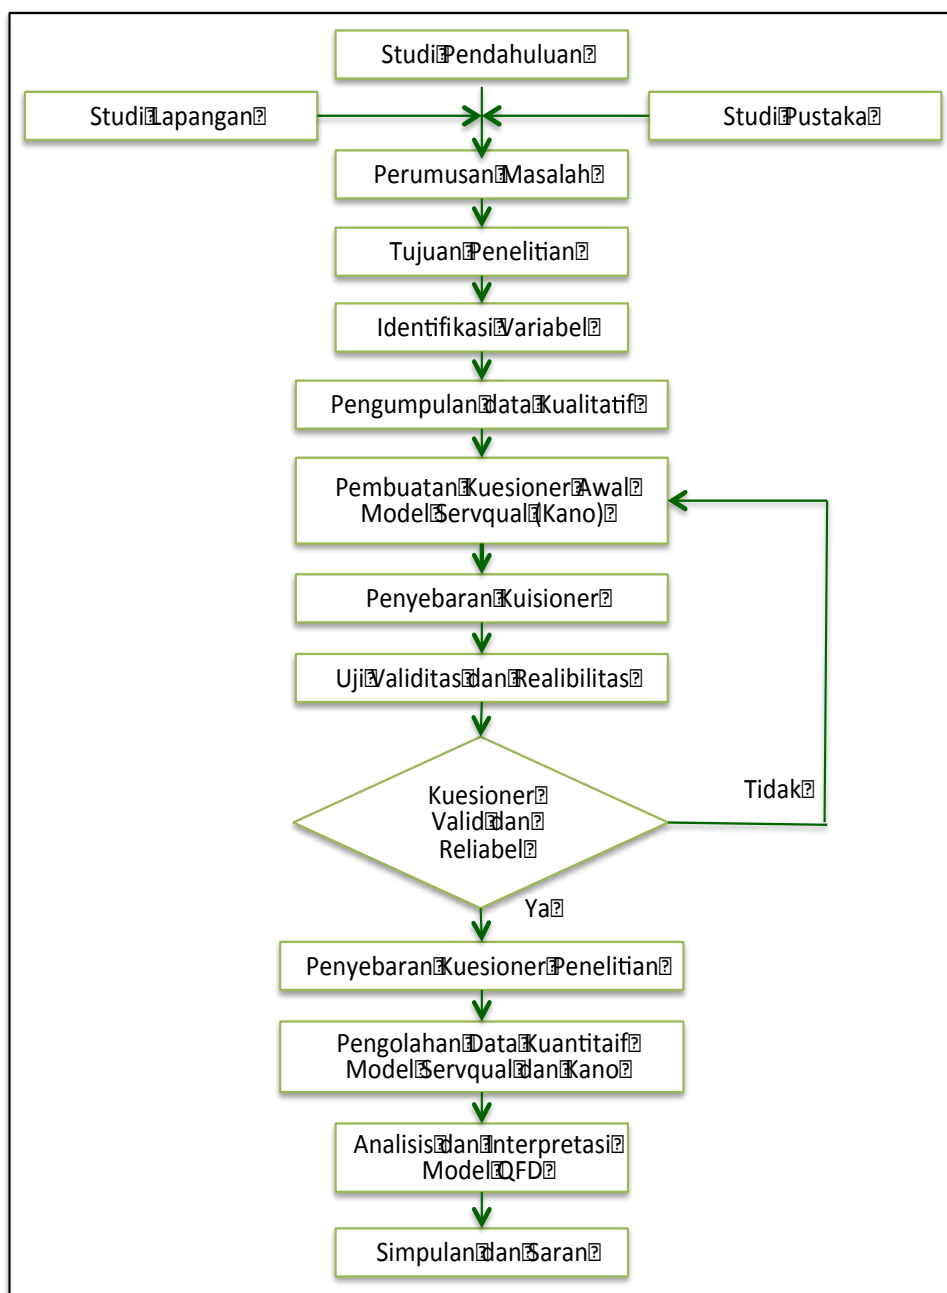 Studi Pendahuluan
Studi Lapangan
Studi Pustaka
Perumusan Masalah
Tujuan Penelitian
Identifikasi Variabel
Pengumpulan data Kualitatif
Pembuatan Kuesioner Awal
Model Servqual (Kano)
Penyebaran Kuisioner
Uji Validitas dan Realibilitas
Kuesioner
Valid dan
Reliabel
Tidak
Ya
Penyebaran Kuesioner Penelitian
Pengolahan Data Kuantitaif
Model Servqual dan Kano
Analisis dan Interpretasi
Model QFD
Simpulan dan Saran